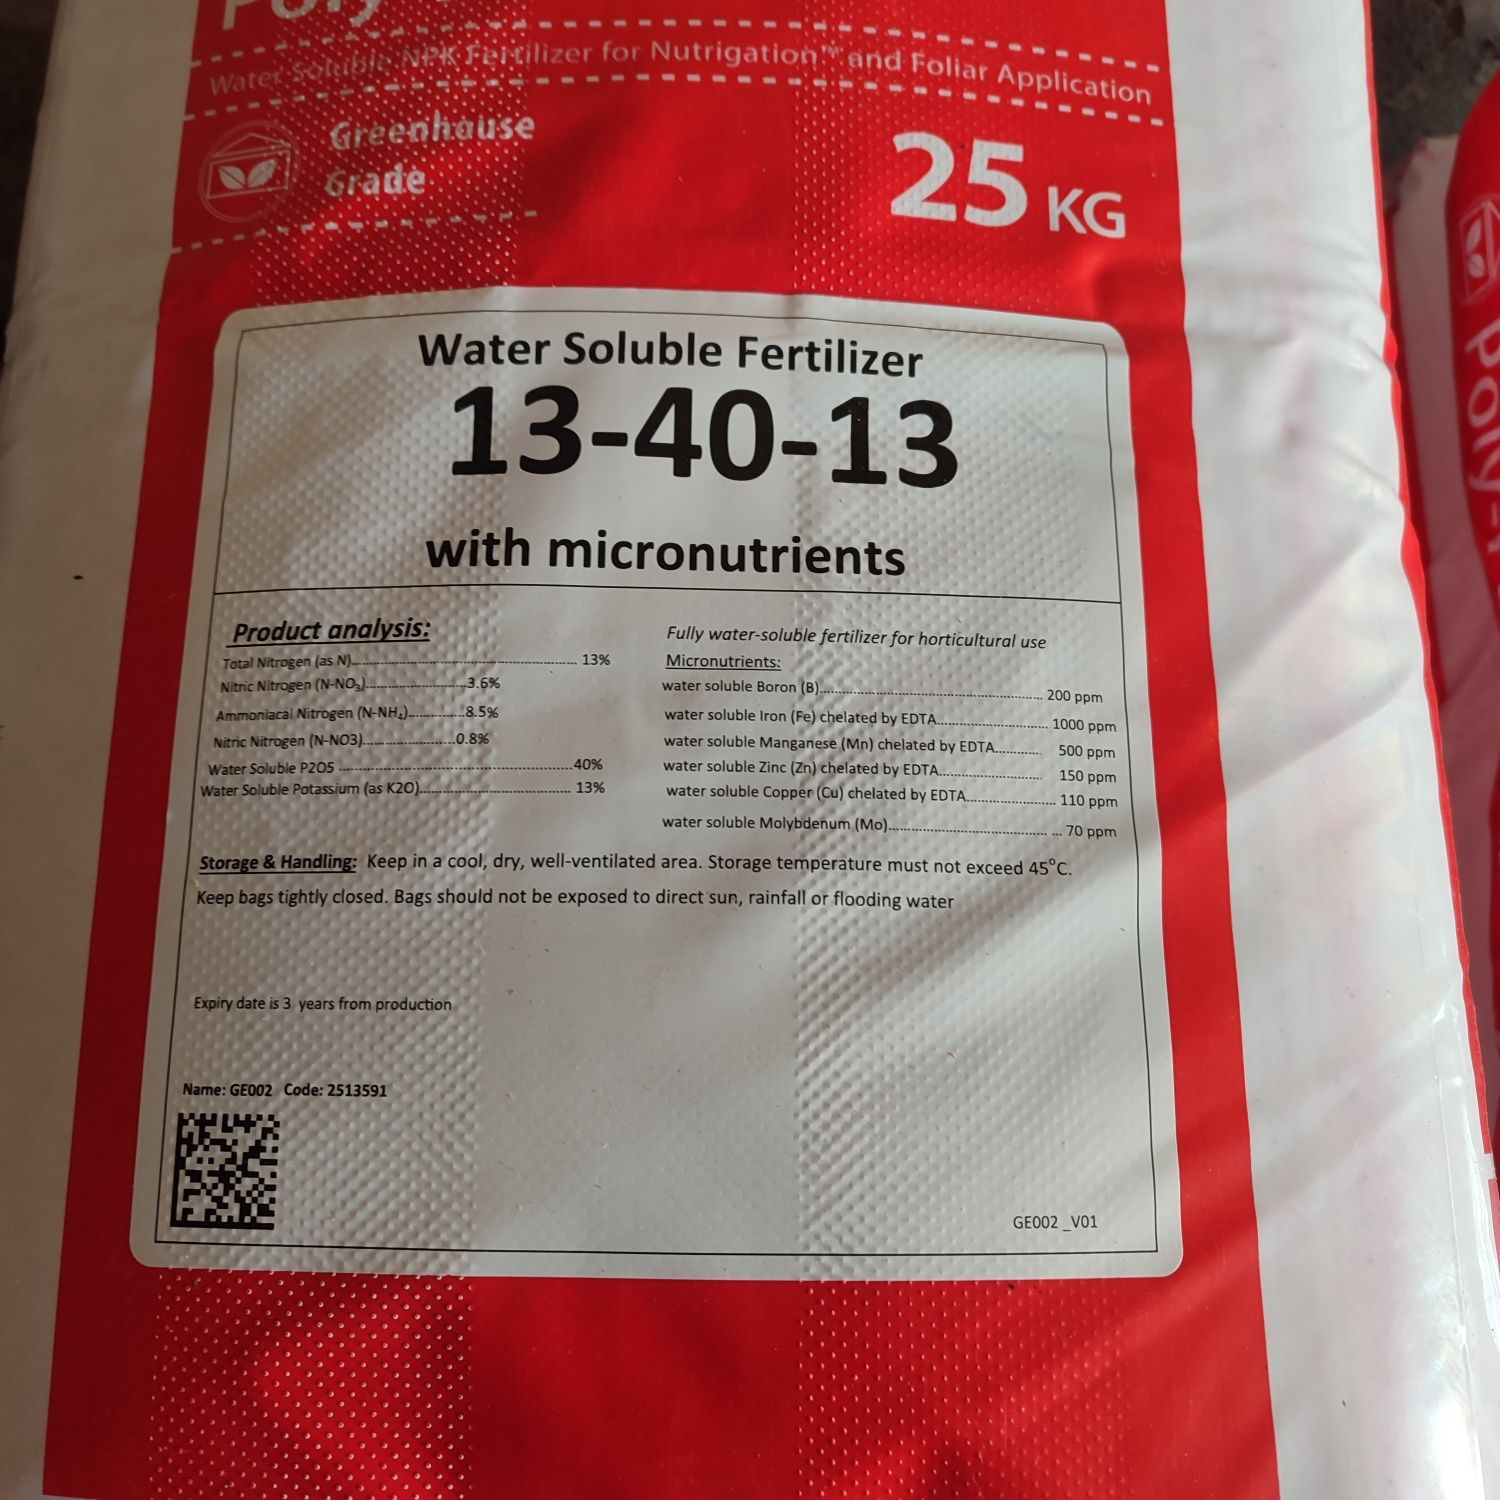 Poly
Water Soluble NPK Fertilizer for Nutrigation™ and Foliar Application
Greenhouse
Grade
25 KG
Water Soluble Fertilizer
13-40-13
with micronutrients
Product analysis:
Total Nitrogen (as N)............................................................ 13%
Nitric Nitrogen (N-NO₃)..........................3.6%
Ammoniacal Nitrogen (N-NH₄)..............8.5%
Nitric Nitrogen (N-NO3)........................0.8%
Water Soluble P2O5 ..............................................................40%
Water Soluble Potassium (as K2O)........................................ 13%
Fully water-soluble fertilizer for horticultural use
Micronutrients:
water soluble Boron (B)........................................................ 200 ppm
water soluble Iron (Fe) chelated by EDTA............................ 1000 ppm
water soluble Manganese (Mn) chelated by EDTA............ 500 ppm
water soluble Zinc (Zn) chelated by EDTA.......................... 150 ppm
water soluble Copper (Cu) chelated by EDTA...................... 110 ppm
water soluble Molybdenum (Mo)........................................ ... 70 ppm
Storage & Handling: Keep in a cool, dry, well-ventilated area. Storage temperature must not exceed 45°C.
Keep bags tightly closed. Bags should not be exposed to direct sun, rainfall or flooding water
Expiry date is 3 years from production
Name: GE002 Code: 2513591
GE002 _V01
Poly-